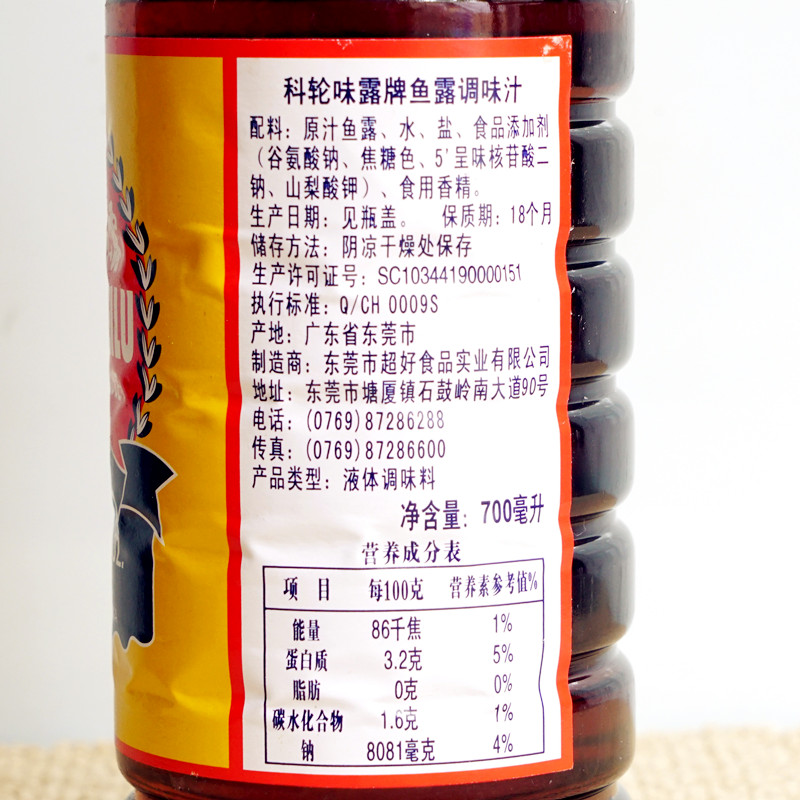 科轮味露牌鱼露调味汁
配料：原汁鱼露、水、盐、食品添加剂
（谷氨酸钠、焦糖色、5'呈味核苷酸二
钠、山梨酸钾）、食用香精。
生产日期：见瓶盖。 保质期：18个月
储存方法：阴凉干燥处保存
生产许可证号：SC10344190000151
执行标准：Q/CH 0009S
产地：广东省东莞市
制造商：东莞市超好食品实业有限公司
地址：东莞市塘厦镇石鼓岭南大道90号
电话：(0769)87286288
传真：(0769)87286600
产品类型：液体调味料
净含量：700毫升
营养成分表
项 目 每100克 营养素参考值%
能量 86千焦 1%
蛋白质 3.2克 5%
脂肪 0克 0%
碳水化合物 1.6克 1%
钠 8081毫克 4%
LU